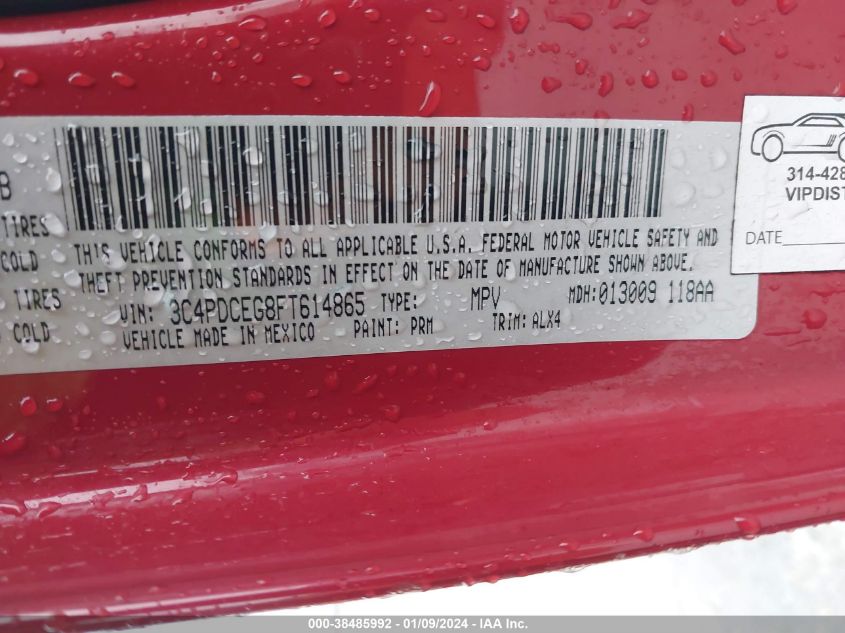 B
TIRES
COLD
TIRES
COLD
THIS VEHICLE CONFORMS TO ALL APPLICABLE U.S.A. FEDERAL MOTOR VEHICLE SAFETY AND
THEFT PREVENTION STANDARDS IN EFFECT ON THE DATE OF MANUFACTURE SHOWN ABOVE.
VIN: 3C4PDCEG8FT614865 TYPE: MPV MDH:013009 118AA
VEHICLE MADE IN MEXICO PAINT: PRM TRIM: ALX4
314-428
VIPDIST
DATE
000-38485992 - 01/09/2024 - IAA Inc.